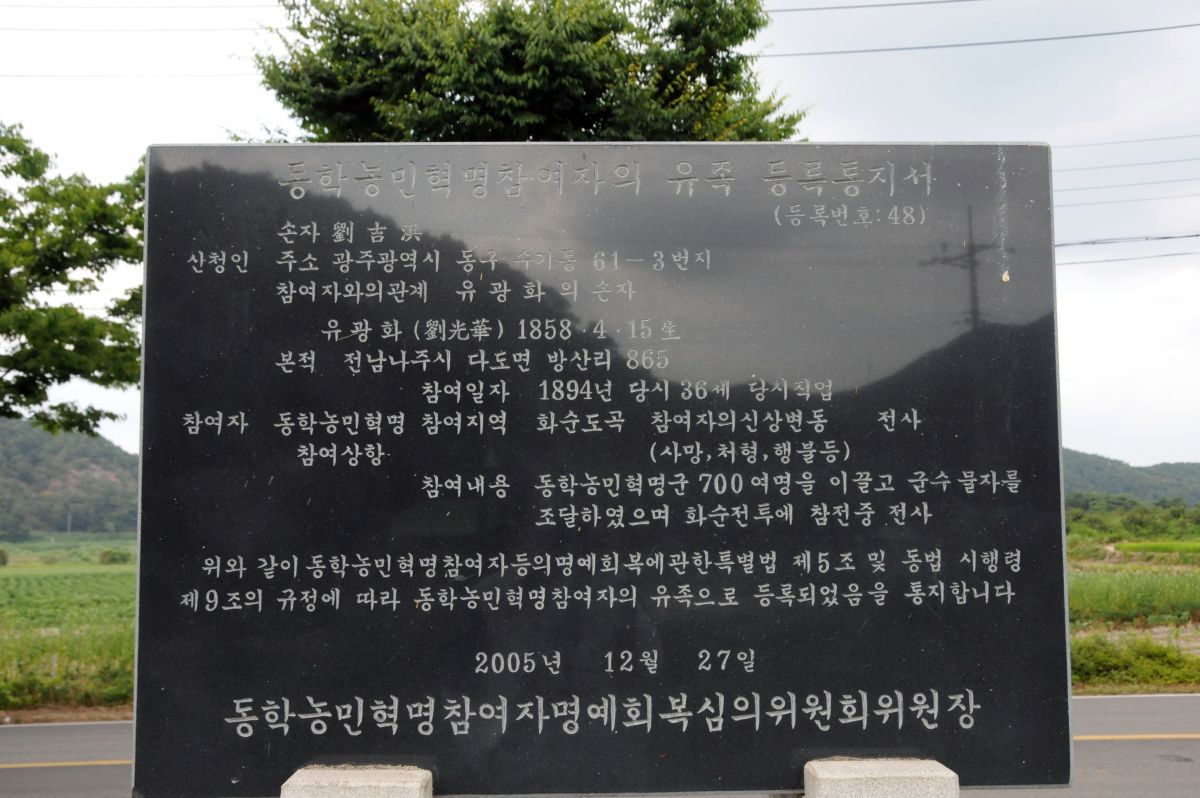 동학농민혁명참여자의 유족 등록통지서
(등록번호:48)
손자 劉 吉 洪
산청인 주소 광주광역시 동구 수기통 61-3번지
참여자와의관계 유 광 화 의 손자
유 광 화 (劉光華) 1858·4·15生
본적 전남나주시 다도면 방산리 865
참여일자 1894년 당시 36세 당시직업
참여자 동학농민혁명 참여지역 화순도곡 참여자의신상변동 전사
참여상항 (사망,처형,행불등)
참여내용 동학농민혁명군 700여명을 이끌고 군수 물자를
조달하였으며 화순전투에 참전중 전사
위와 같이 동학농민혁명참여자등의명예회복에관한특별법 제5조 및 동법 시행령
제9조의 규정에 따라 동학농민혁명참여자의 유족으로 등록되었음을 통지합니다
2005년 12월 27일
동학농민혁명참여자명예회복심의위원회위원장